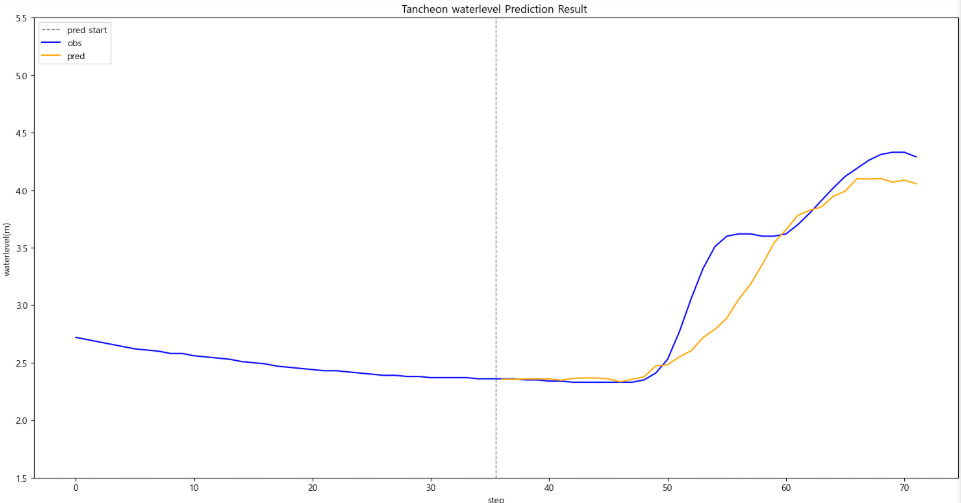 Tancheon waterlevel Prediction Result
pred start
obs
pred
waterlevel(m)
5.5
5.0
4.5
4.0
3.5
3.0
2.5
2.0
1.5
0 10 20 30 40 50 60 70
step